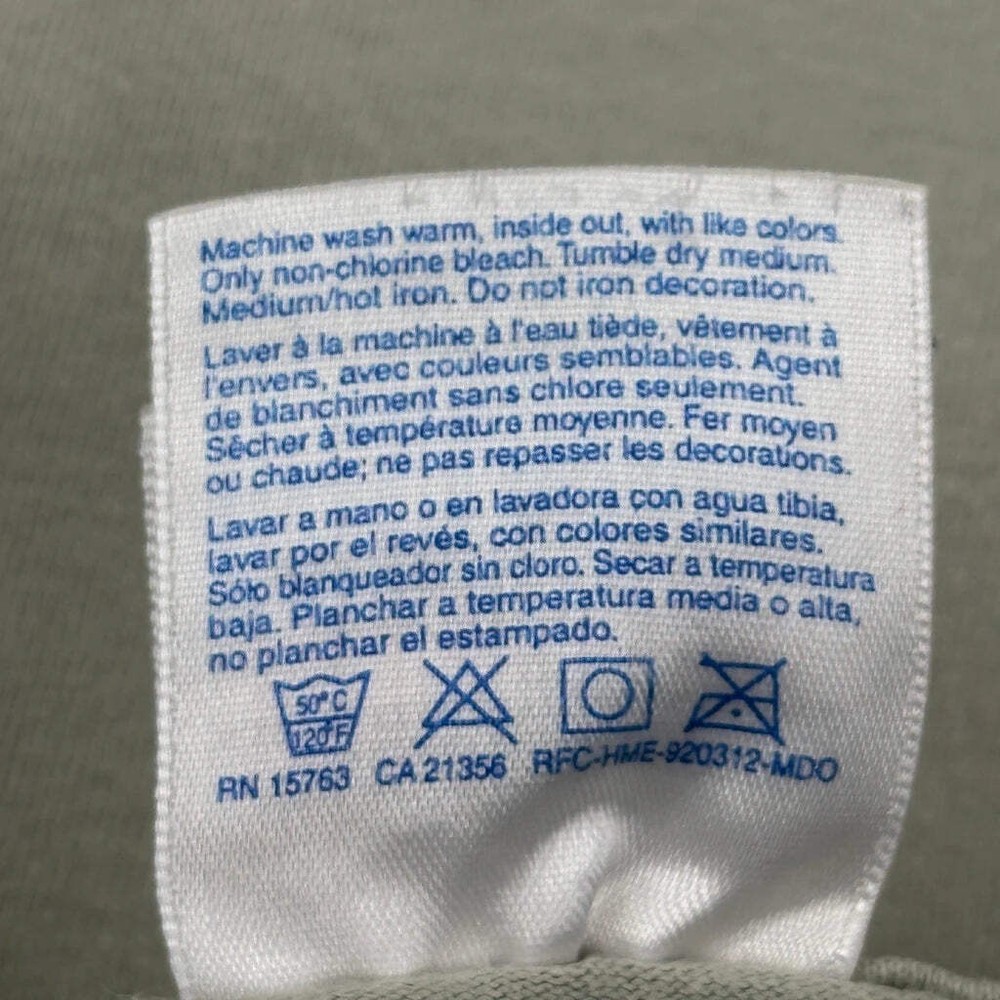 Machine wash warm, inside out, with like colors.
Only non-chlorine bleach. Tumble dry medium.
Medium/hot iron. Do not iron decoration.
Laver à la machine à l'eau tiède, vêtement à
l'envers, avec couleurs semblables. Agent
de blanchiment sans chlore seulement.
Sêcher à température moyenne. Fer moyen
ou chaude; ne pas repasser les decorations.
Lavar a mano o en lavadora con agua tibia,
lavar por el revés, con colores similares.
Sólo blanqueador sin cloro. Secar a temperatura
baja. Planchar a temperatura media o alta,
no planchar el estampado.
50°C
120°F
RN 15763 CA 21356 RFC-HME-920312-MDO